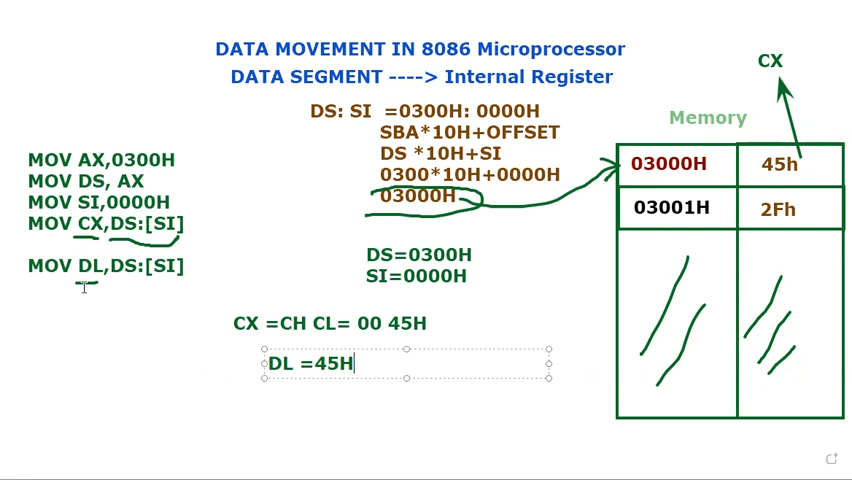 DATA MOVEMENT IN 8086 Microprocessor
DATA SEGMENT ----> Internal Register
CX
DS: SI =0300H: 0000H
SBA*10H+OFFSET
DS *10H+SI
0300*10H+0000H
03000H
Memory
03000H 45h
03001H 2Fh
MOV AX,0300H
MOV DS, AX
MOV SI,0000H
MOV CX,DS:[SI]
MOV DL,DS:[SI]
DS=0300H
SI=0000H
CX =CH CL= 00 45H
DL =45H